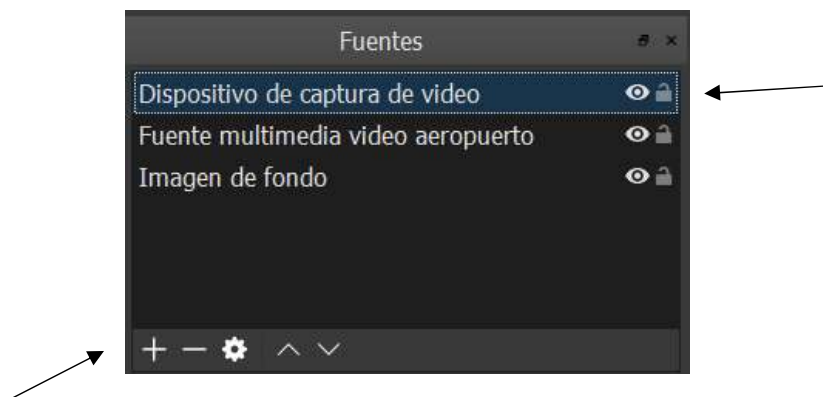 Fuentes
Dispositivo de captura de video
Fuente multimedia video aeropuerto
Imagen de fondo